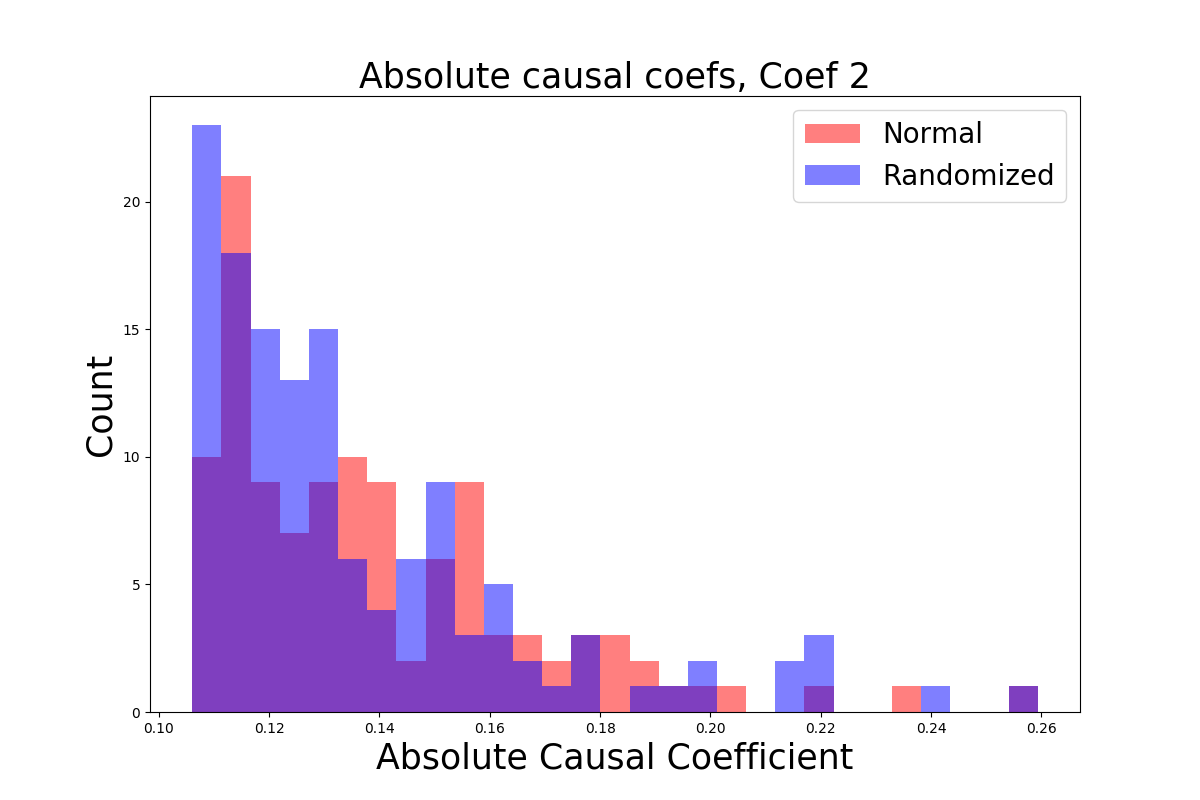 Absolute causal coefs, Coef 2
Normal
Randomized
Count
20
15
10
5
0
0.10 0.12 0.14 0.16 0.18 0.20 0.22 0.24 0.26
Absolute Causal Coefficient